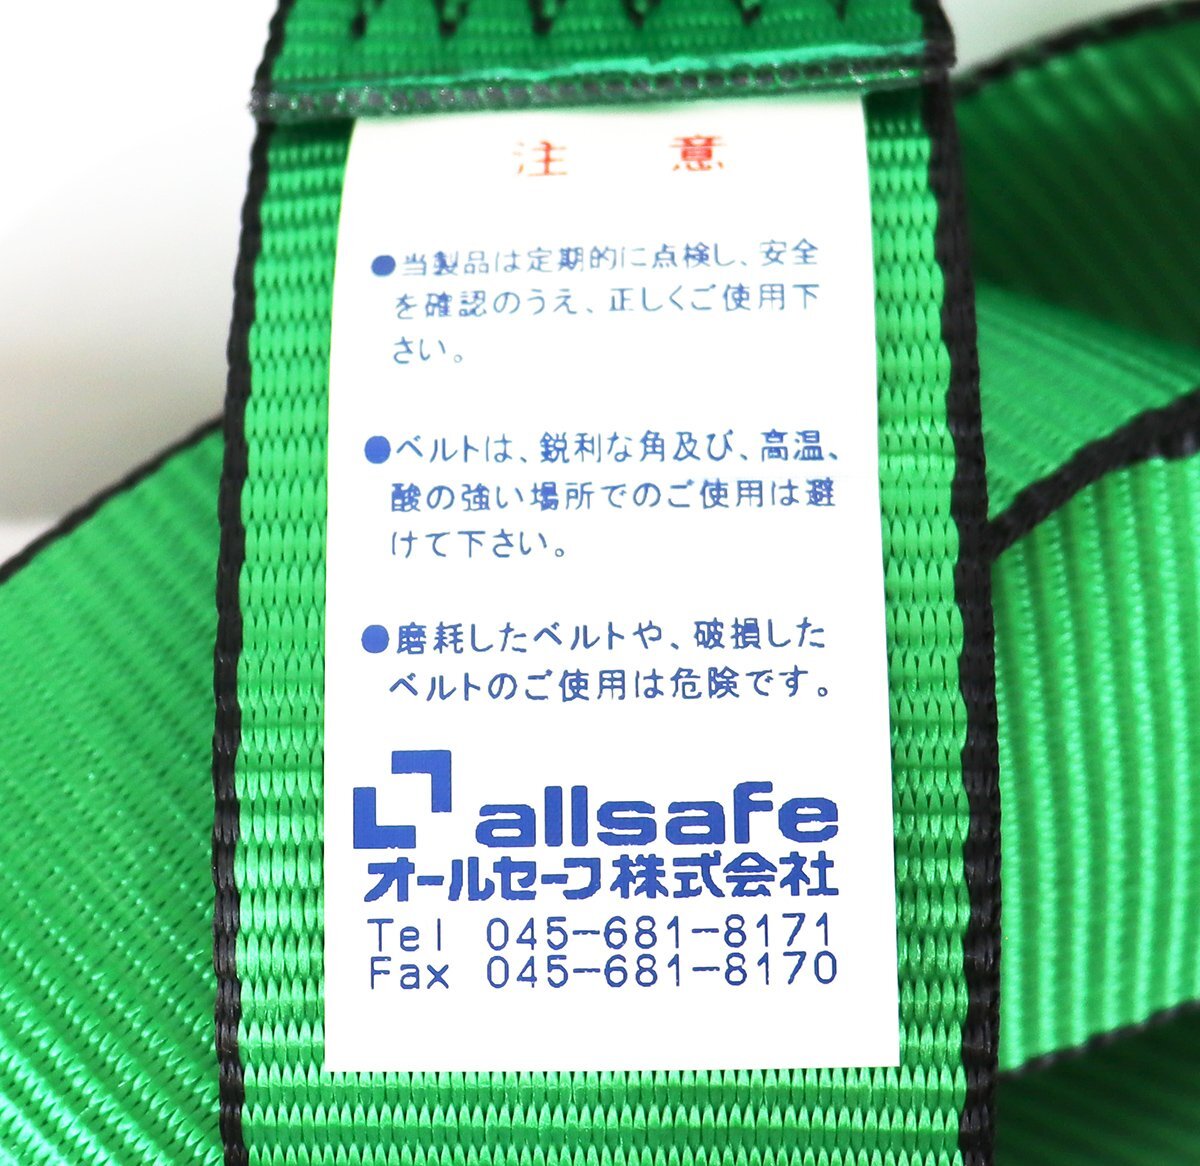 注 意
●当製品は定期的に点検し、安全
を確認のうえ、正しくご使用下
さい。
●ベルトは、鋭利な角及び、高温、
酸の強い場所でのご使用は避
けて下さい。
●磨耗したベルトや、破損した
ベルトのご使用は危険です。
allsafe
オールセーフ株式会社
Tel 045-681-8171
Fax 045-681-8170